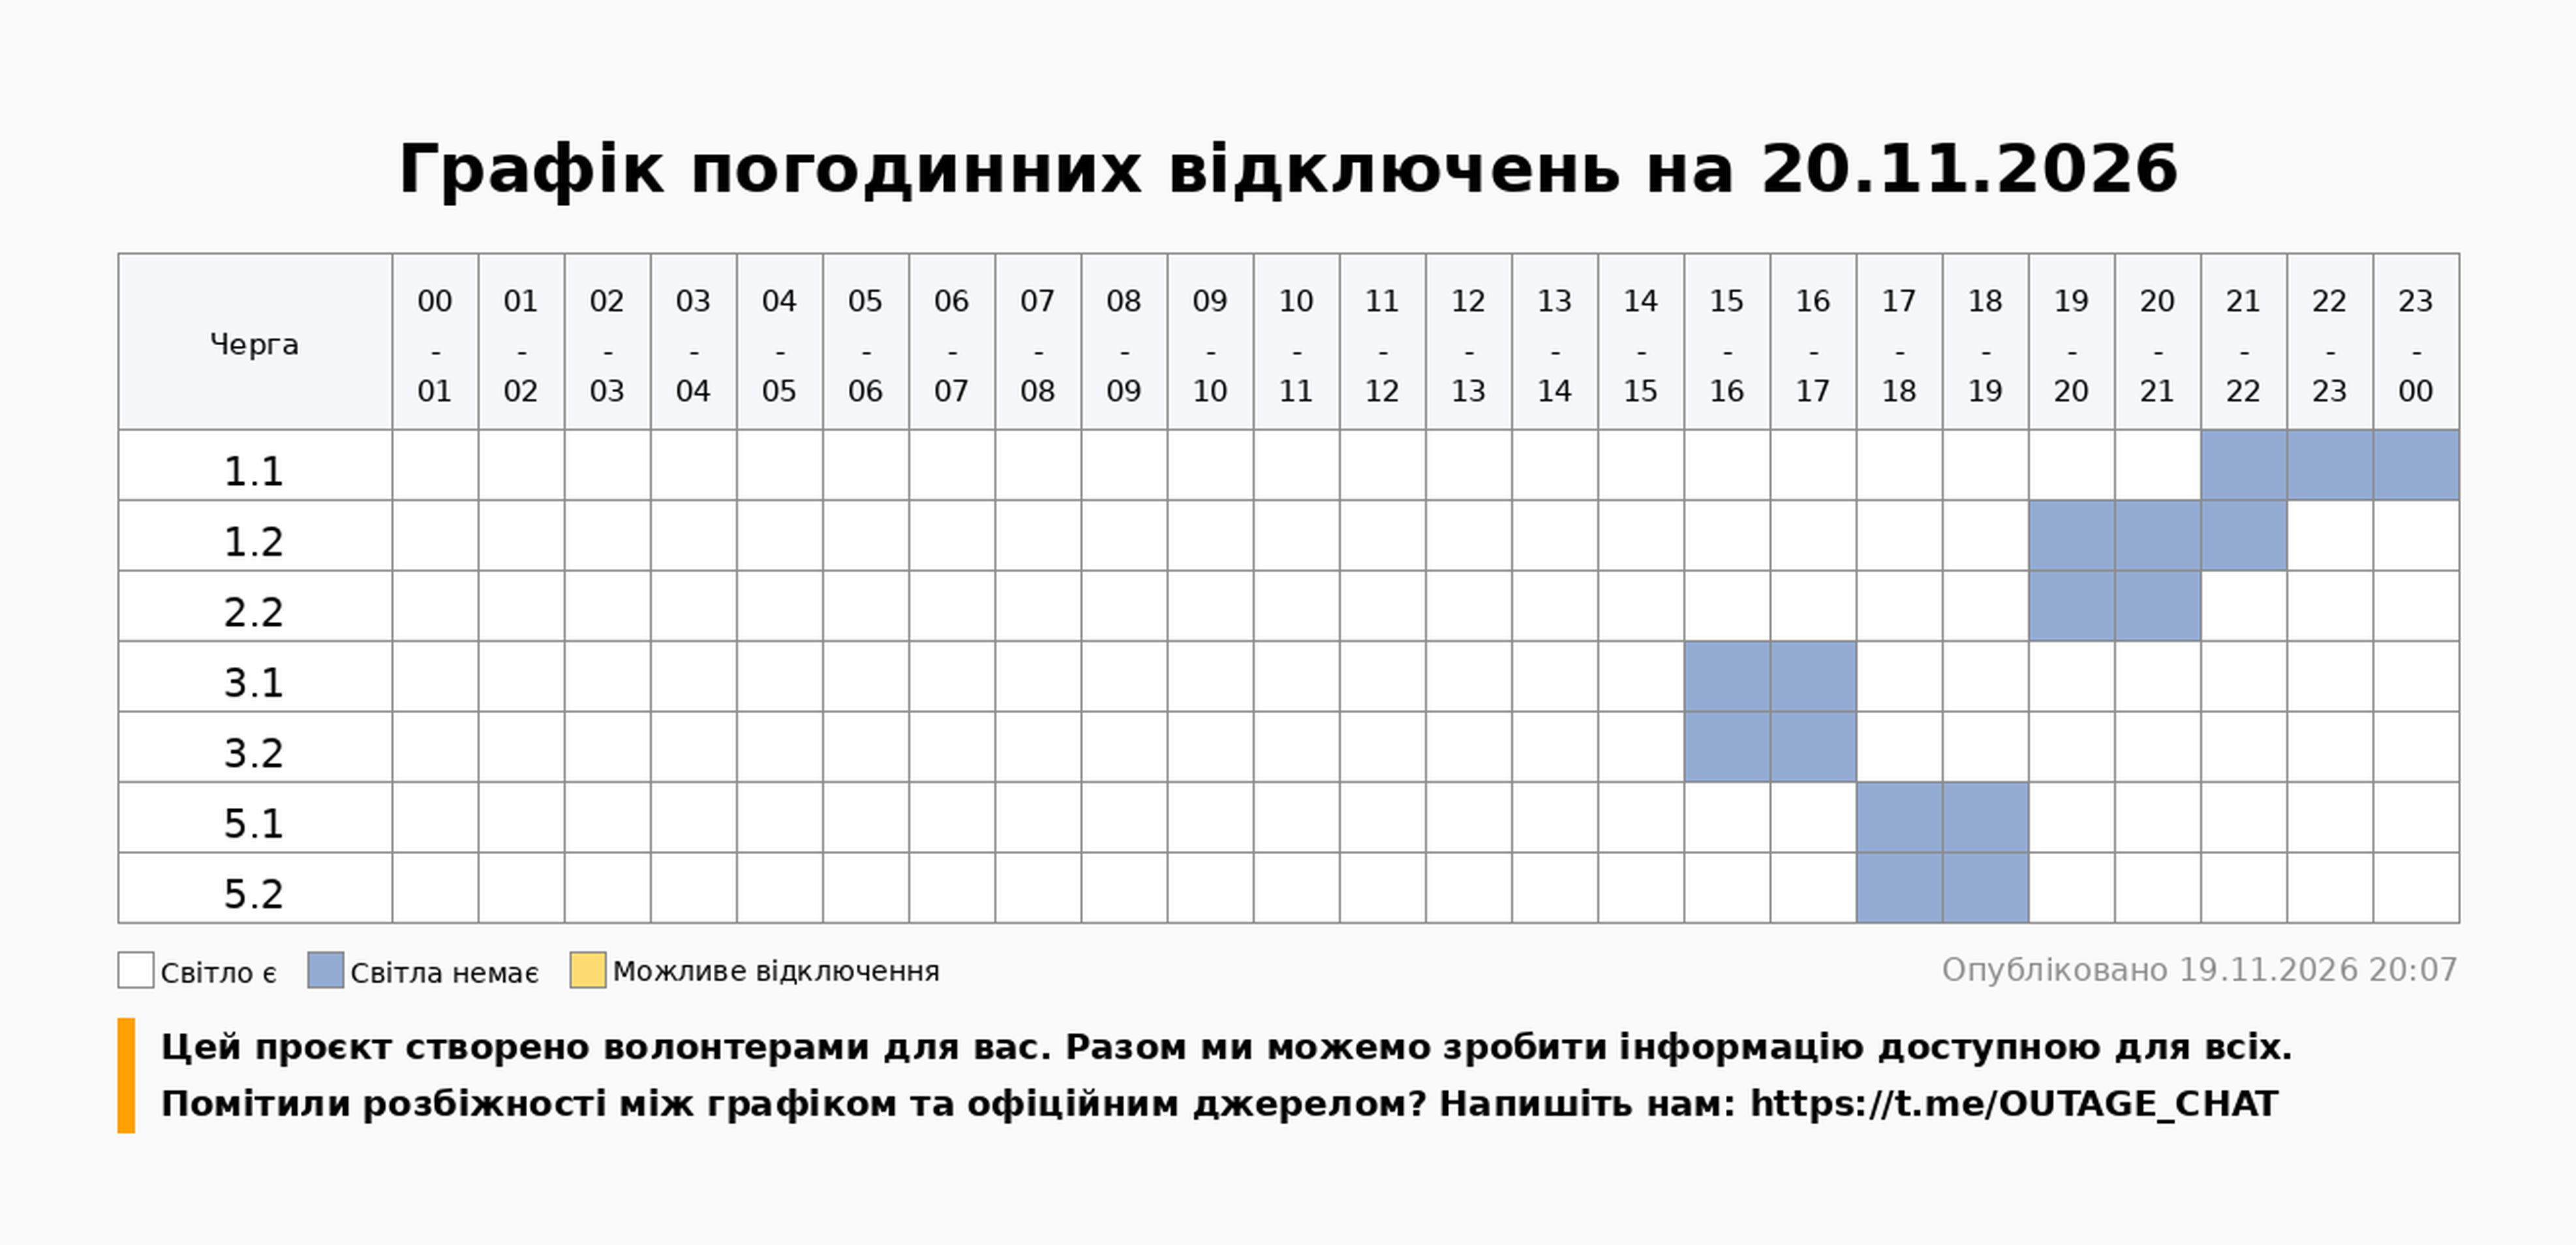 Графік погодинних відключень на 20.11.2026
Черга 00 - 01 01 - 02 02 - 03 03 - 04 04 - 05 05 - 06 06 - 07 07 - 08 08 - 09 09 - 10 10 - 11 11 - 12 12 - 13 13 - 14 14 - 15 15 - 16 16 - 17 17 - 18 18 - 19 19 - 20 20 - 21 21 - 22 22 - 23 23 - 00
1.1
1.2
2.2
3.1
3.2
5.1
5.2
Світло є Світла немає Можливе відключення Опубліковано 19.11.2026 20:07
Цей проєкт створено волонтерами для вас. Разом ми можемо зробити інформацію доступною для всіх.
Помітили розбіжності між графіком та офіційним джерелом? Напишіть нам: https://t.me/OUTAGE_CHAT